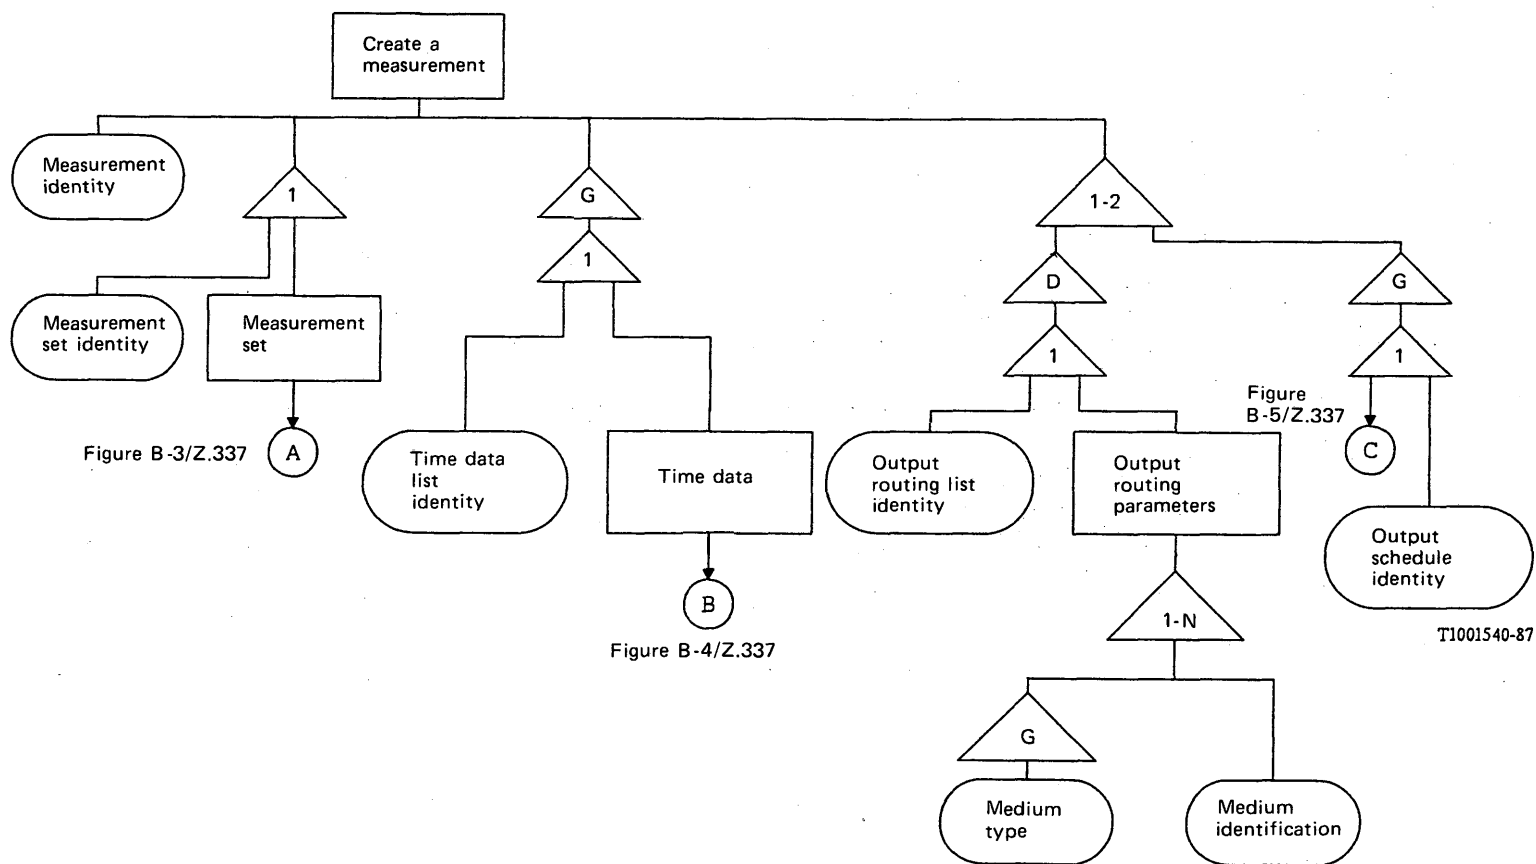 Create a
measurement
Measurement
identity
1
G
1
1-2
D
1
G
1
Measurement
set identity
Measurement
set
Figure B-3/Z.337
A
Time data
list
identity
Time data
B
Figure B-4/Z.337
Output
routing list
identity
Output
routing
parameters
Figure
B-5/Z.337
C
Output
schedule
identity
T1001540-87
1-N
G
Medium
type
Medium
identification